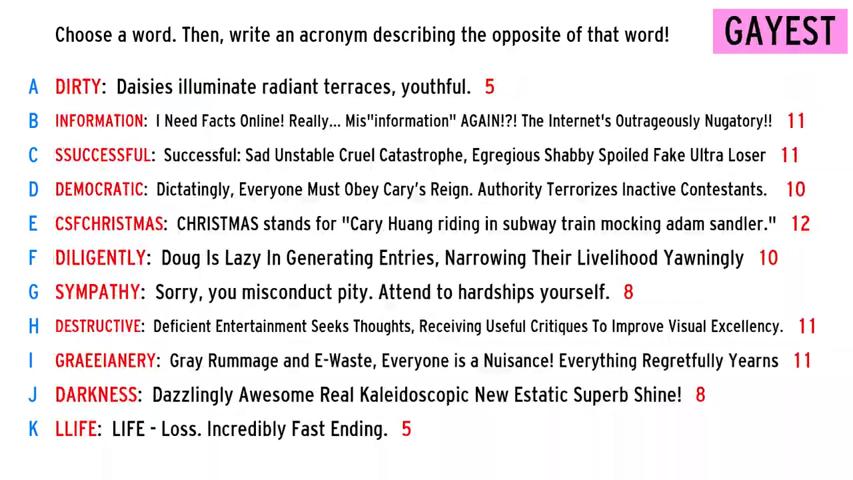 Choose a word. Then, write an acronym describing the opposite of that word! GAYEST
A DIRTY: Daisies illuminate radiant terraces, youthful. 5
B INFORMATION: I Need Facts Online! Really... Mis"information" AGAIN!?! The Internet's Outrageously Nugatory!! 11
C SSUCCESSFUL: Successful: Sad Unstable Cruel Catastrophe, Egregious Shabby Spoiled Fake Ultra Loser 11
D DEMOCRATIC: Dictatingly, Everyone Must Obey Cary's Reign. Authority Terrorizes Inactive Contestants. 10
E CSFCHRISTMAS: CHRISTMAS stands for "Cary Huang riding in subway train mocking adam sandler." 12
F DILIGENTLY: Doug Is Lazy In Generating Entries, Narrowing Their Livelihood Yawningly 10
G SYMPATHY: Sorry, you misconduct pity. Attend to hardships yourself. 8
H DESTRUCTIVE: Deficient Entertainment Seeks Thoughts, Receiving Useful Critiques To Improve Visual Excellency. 11
I GRAEEIANERY: Gray Rummage and E-Waste, Everyone is a Nuisance! Everything Regretfully Yearns 11
J DARKNESS: Dazzlingly Awesome Real Kaleidoscopic New Estatic Superb Shine! 8
K LLIFE: LIFE - Loss. Incredibly Fast Ending. 5